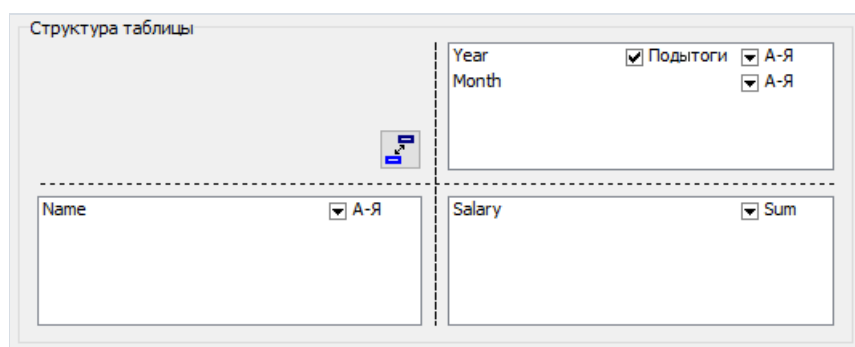 Структура таблицы
Year Подытоги А-Я
Month А-Я
Name А-Я
Salary Sum